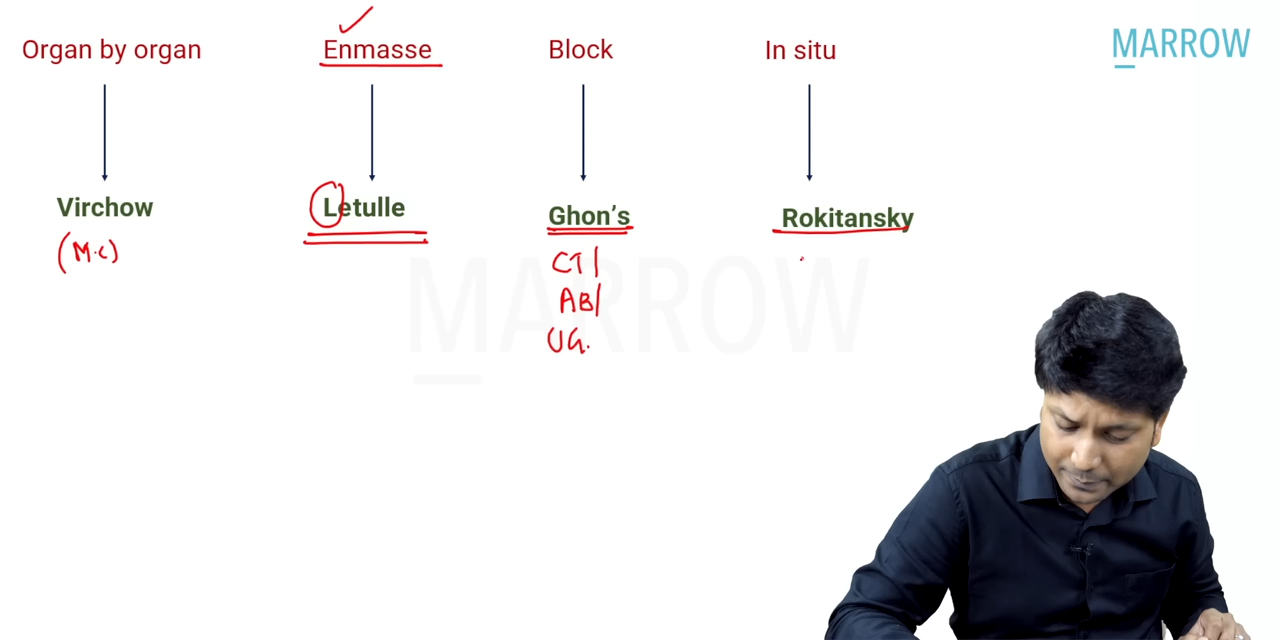 Organ by organ
Enmasse
Block
In situ
MARROW
Virchow
Letulle
Ghon's
Rokitansky
(M.C)
CT|
AB|
UG.
MARROW